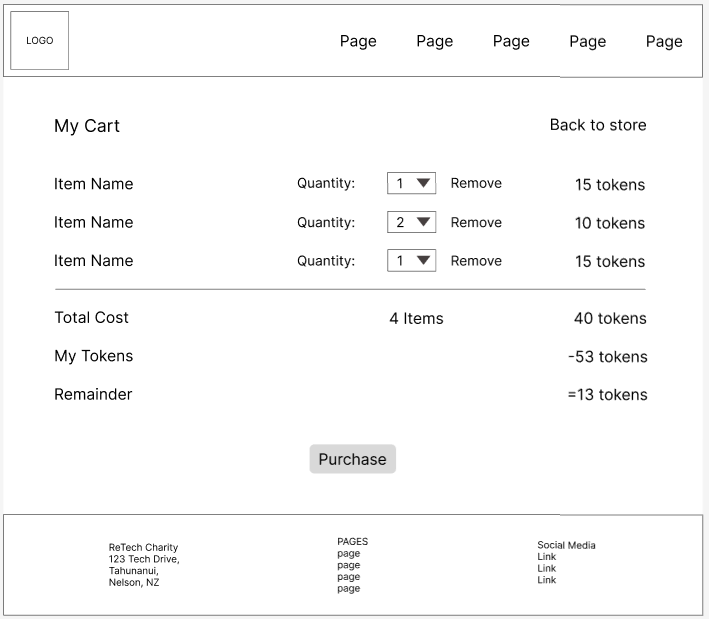 LOGO Page Page Page Page Page
My Cart Back to store
Item Name Quantity: 1 Remove 15 tokens
Item Name Quantity: 2 Remove 10 tokens
Item Name Quantity: 1 Remove 15 tokens
Total Cost 4 Items 40 tokens
My Tokens -53 tokens
Remainder =13 tokens
Purchase
ReTech Charity
123 Tech Drive,
Tahunanui,
Nelson, NZ
PAGES
page
page
page
page
Social Media
Link
Link
Link